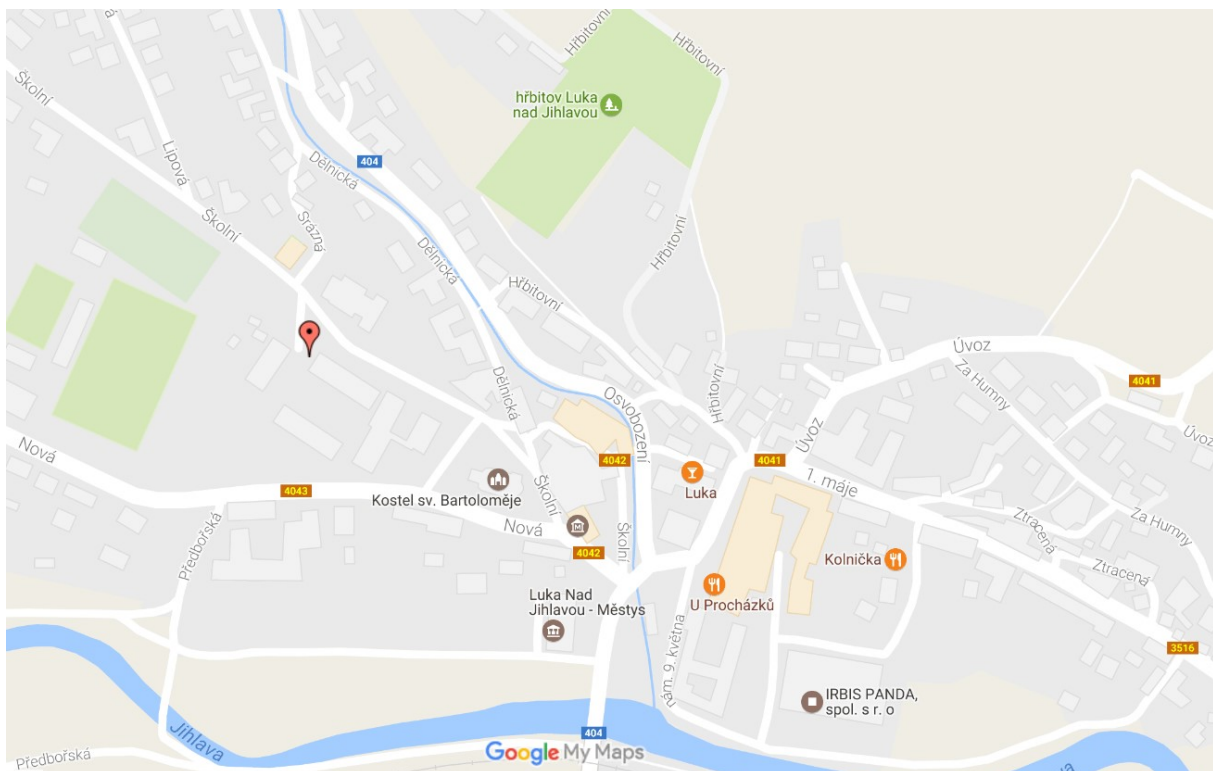 Hřbitovní
Hřbitovní
Školní
hřbitov Luka
nad Jihlavou
404
Lipová
Dělnická
Školní
Srázná
Dělnická
Hřbitovní
Hřbitovní
Úvoz
Za Humny
4041
Dělnická
Osvobození
Hřbitovní
Úvoz
Úvoz
Nová
4042
4041
Luka
1. máje
4043
Kostel sv. Bartoloměje
Školní
Nová
Školní
Ztracená
Za Humny
Předbořská
4042
Kolnička
Ztracená
U Procházků
Luka Nad
Jihlavou - Městys
nám. 9. května
3516
IRBIS PANDA,
spol. s r. o
Jihlava
404
Google My Maps
Předbořská